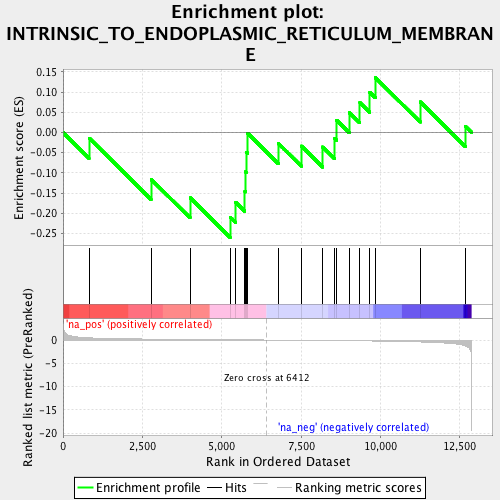 Enrichment plot:
INTRINSIC_TO_ENDOPLASMIC_RETICULUM_MEMBRAN
E
Enrichment score (ES)
0.15
0.10
0.05
0.00
-0.05
-0.10
-0.15
-0.20
-0.25
'na_pos' (positively correlated)
Ranked list metric (PreRanked)
0
-5
-10
-15
-20
Zero cross at 6412
'na_neg' (negatively correlated)
0
2,500
5,000
7,500
10,000
12,500
Rank in Ordered Dataset
Enrichment profile
Hits
Ranking metric scores